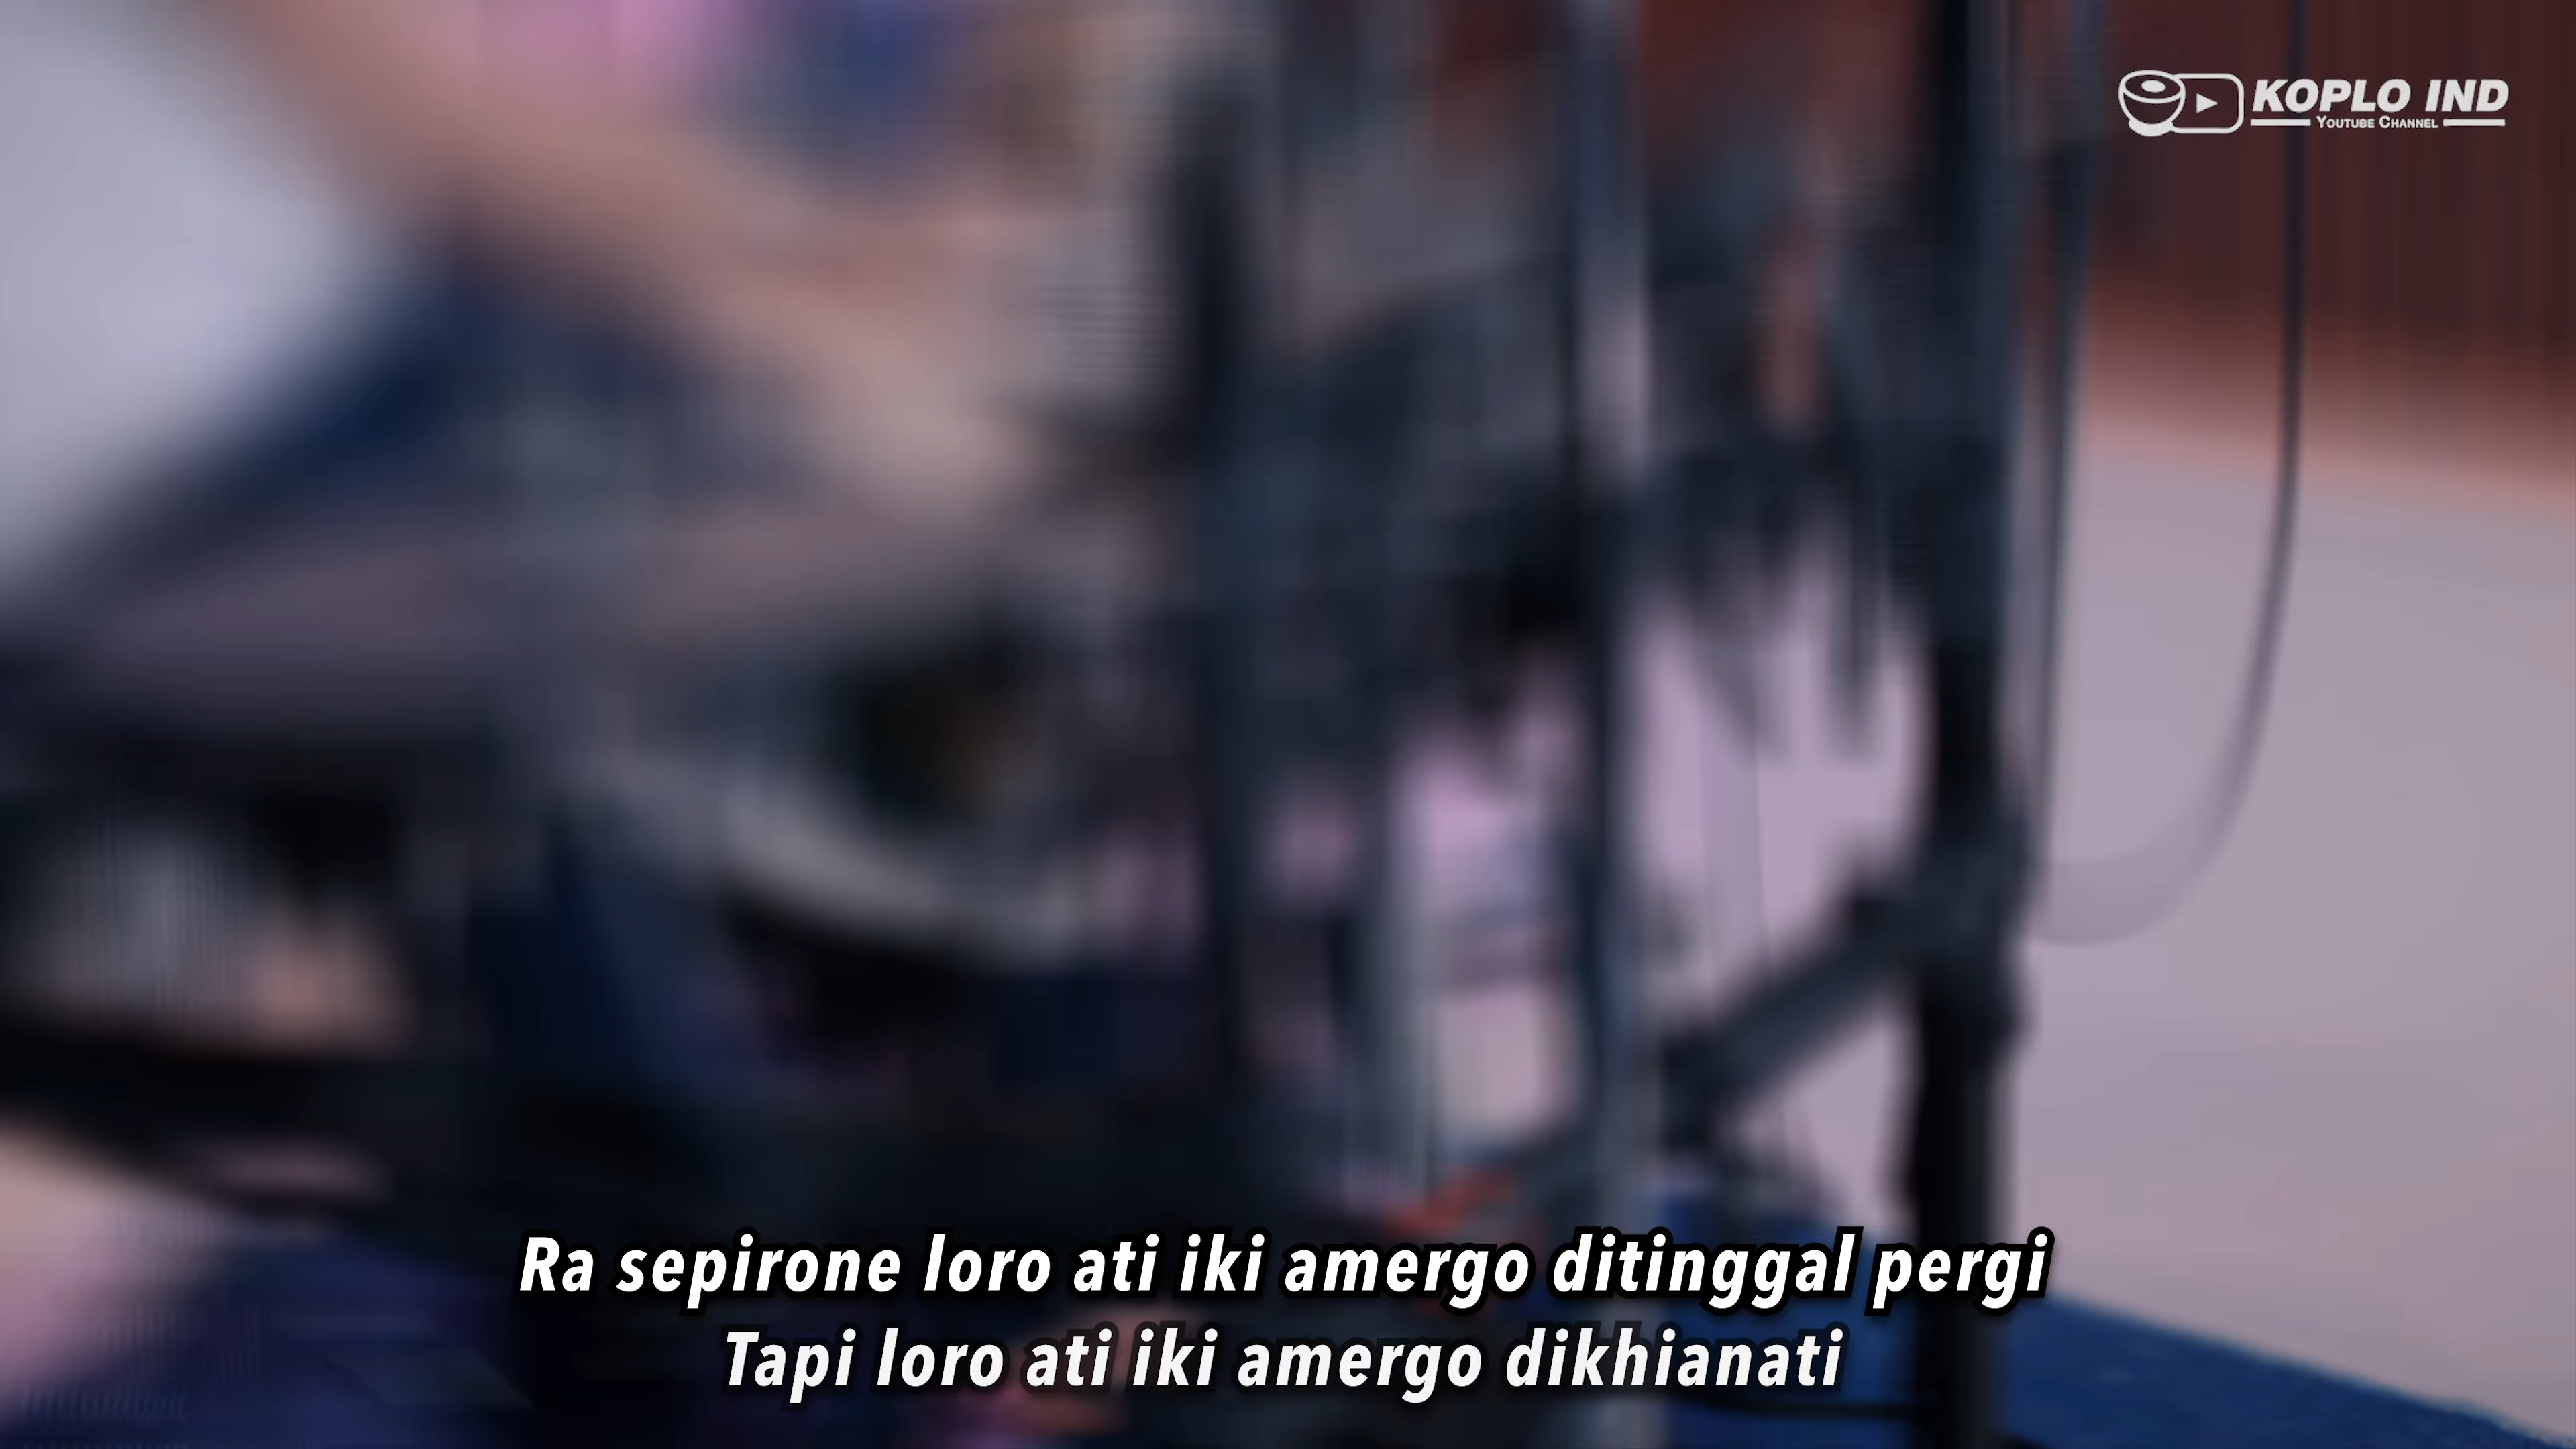 KOPLO IND
YOUTUBE CHANNEL
Ra sepirone loro ati iki amergo ditinggal pergi
Tapi loro ati iki amergo dikhianati